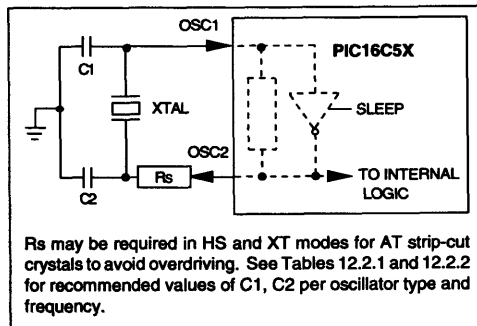 OSC1
PIC16C5X
C1
XTAL
SLEEP
OSC2
Rs
TO INTERNAL
LOGIC
C2
Rs may be required in HS and XT modes for AT strip-cut
crystals to avoid overdriving. See Tables 12.2.1 and 12.2.2
for recommended values of C1, C2 per oscillator type and
frequency.